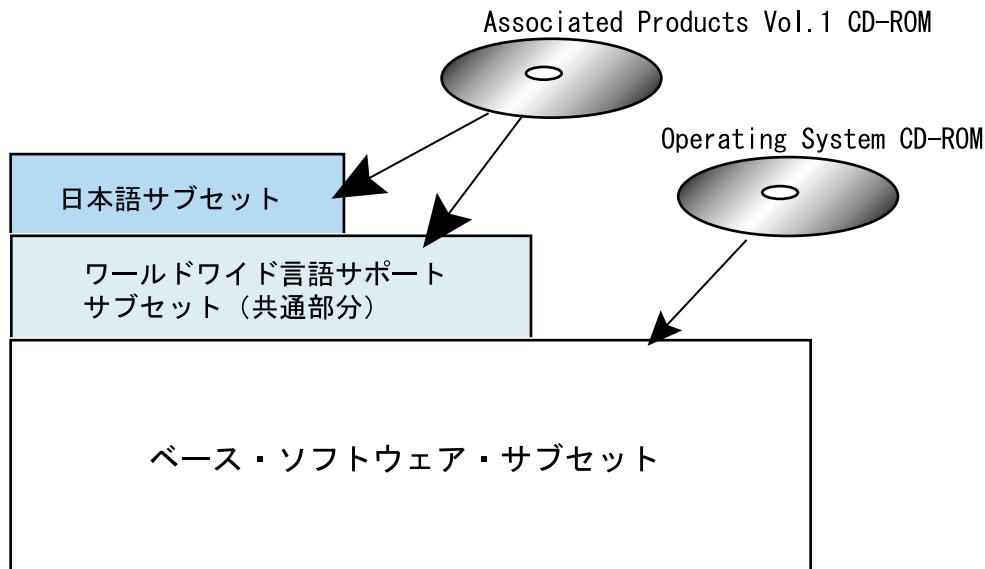 Associated Products Vol.1 CD-ROM
Operating System CD-ROM
日本語サブセット
ワールドワイド言語サポート
サブセット（共通部分）
ベース・ソフトウェア・サブセット